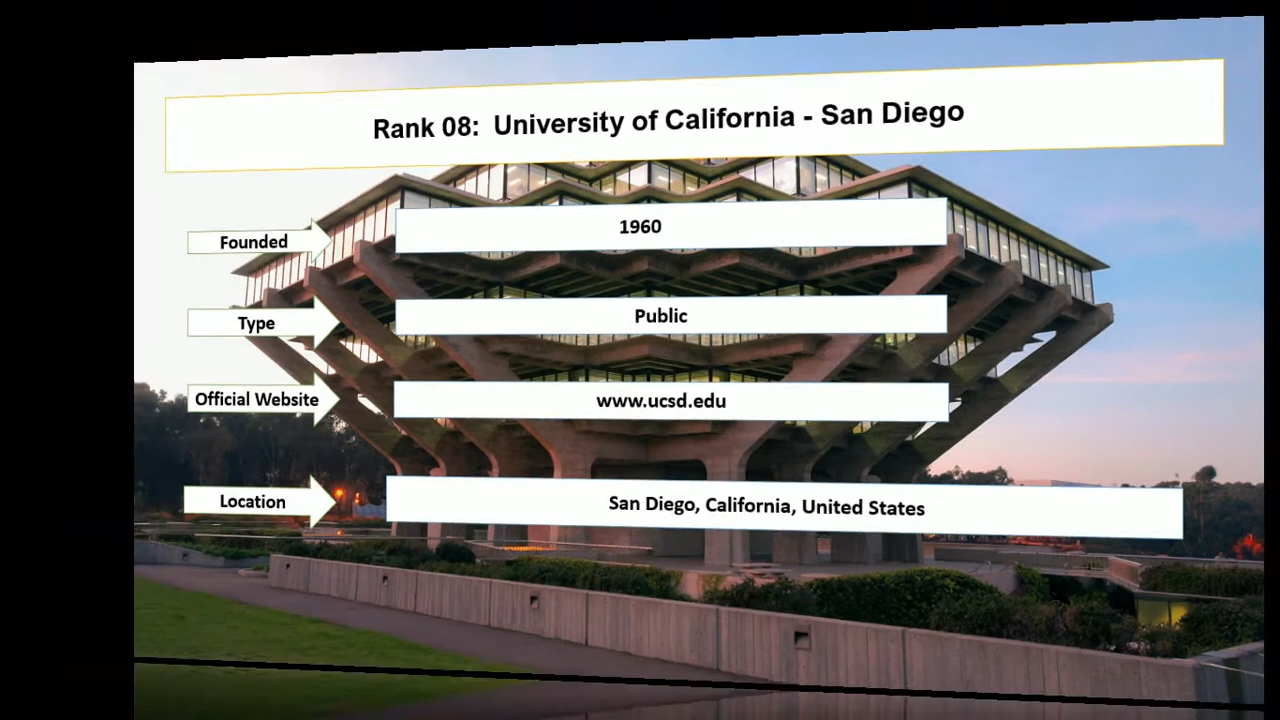 Rank 08: University of California - San Diego
Founded
1960
Type
Public
Official Website
www.ucsd.edu
Location
San Diego, California, United States